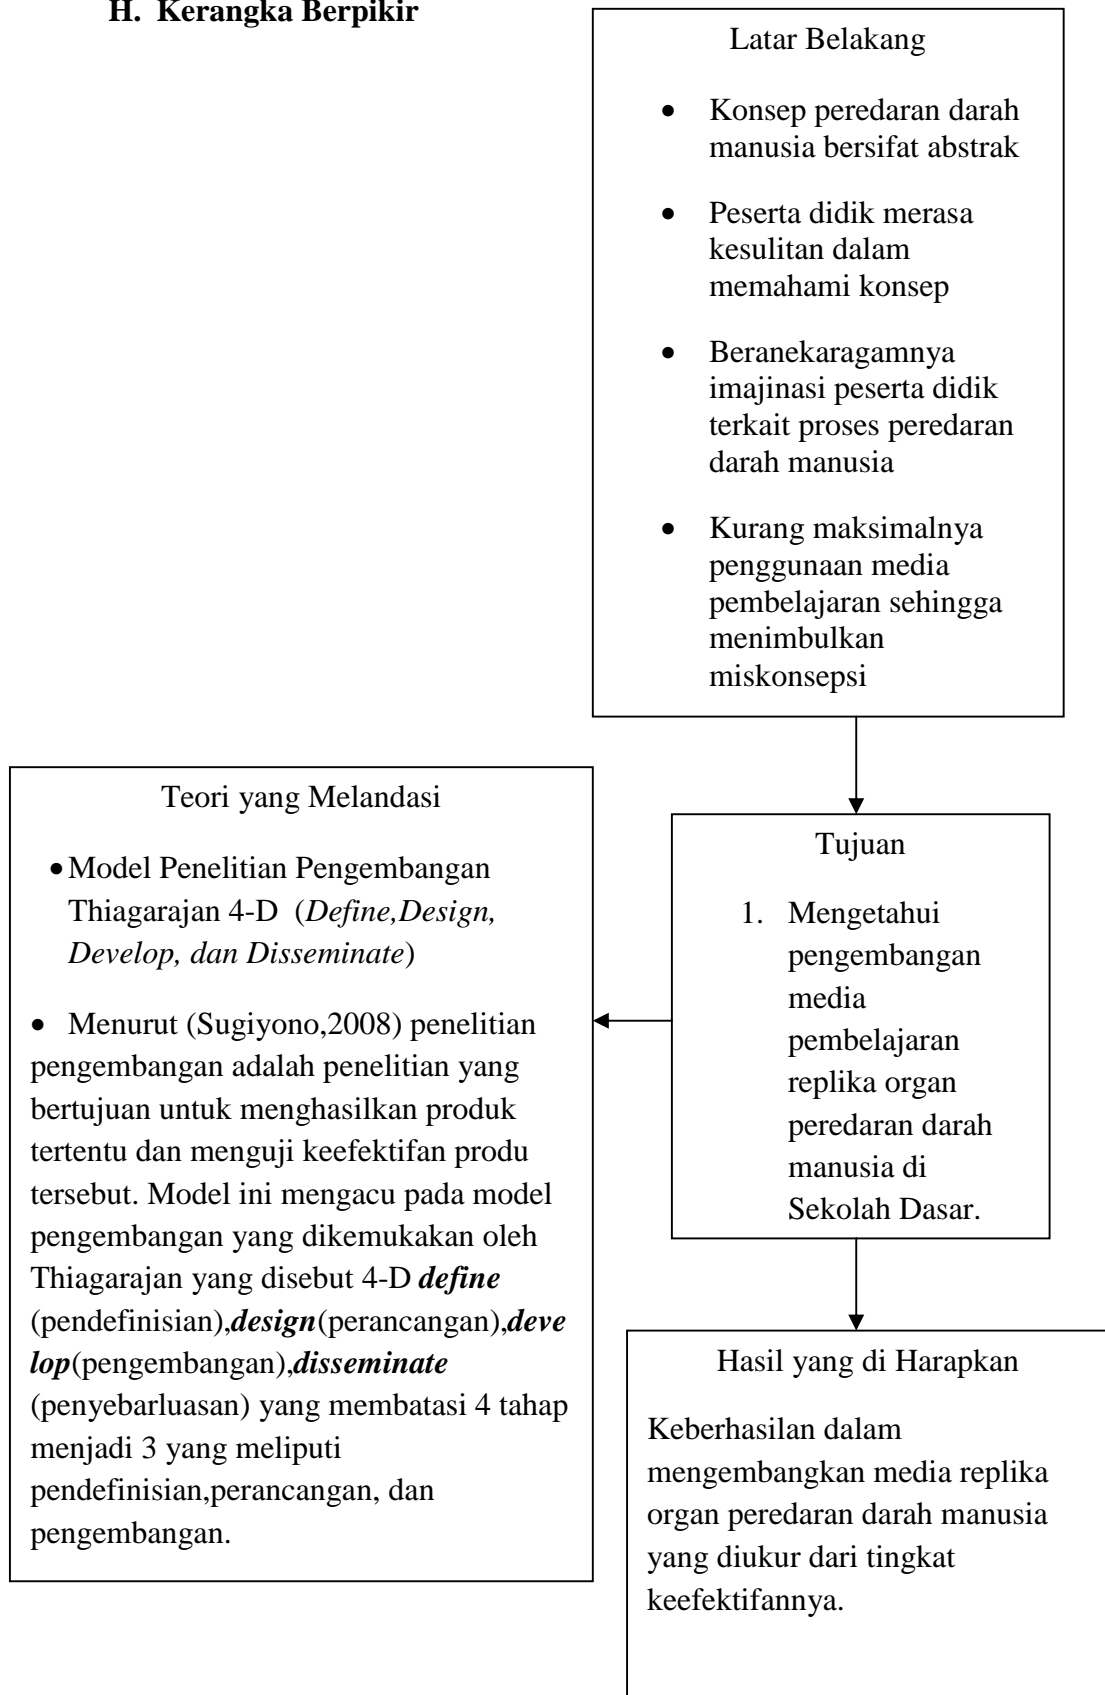 H. Kerangka Berpikir
Latar Belakang
• Konsep peredaran darah
manusia bersifat abstrak
• Peserta didik merasa
kesulitan dalam
memahami konsep
• Beranekaragamnya
imajinasi peserta didik
terkait proses peredaran
darah manusia
• Kurang maksimalnya
penggunaan media
pembelajaran sehingga
menimbulkan
miskonsepsi
Teori yang Melandasi
• Model Penelitian Pengembangan
Thiagarajan 4-D (Define,Design,
Develop, dan Disseminate)
• Menurut (Sugiyono,2008) penelitian
pengembangan adalah penelitian yang
bertujuan untuk menghasilkan produk
tertentu dan menguji keefektifan produ
tersebut. Model ini mengacu pada model
pengembangan yang dikemukakan oleh
Thiagarajan yang disebut 4-D define
(pendefinisian),design(perancangan),deve
lop(pengembangan),disseminate
(penyebarluasan) yang membatasi 4 tahap
menjadi 3 yang meliputi
pendefinisian,perancangan, dan
pengembangan.
Tujuan
1. Mengetahui
pengembangan
media
pembelajaran
replika organ
peredaran darah
manusia di
Sekolah Dasar.
Hasil yang di Harapkan
Keberhasilan dalam
mengembangkan media replika
organ peredaran darah manusia
yang diukur dari tingkat
keefektifannya.